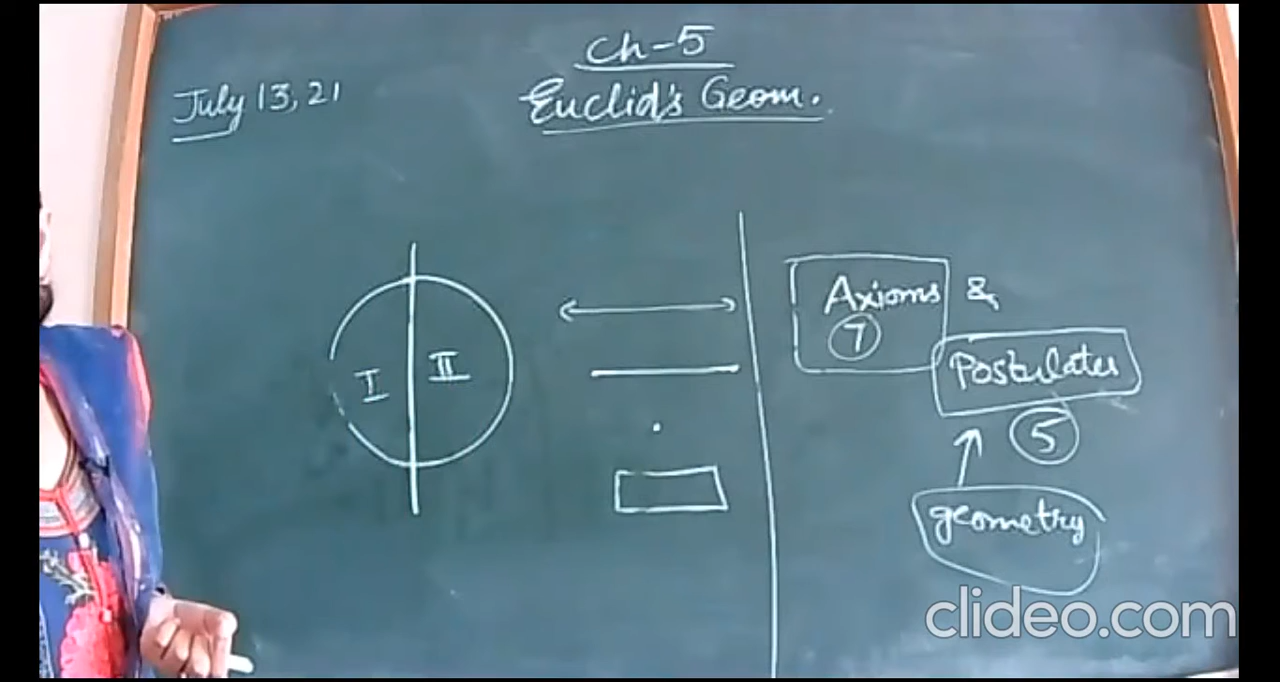 Ch-5
July 13, 21
Euclid's Geom.
I II
Axioms &
7
Postulates
5
geometry
clideo.com